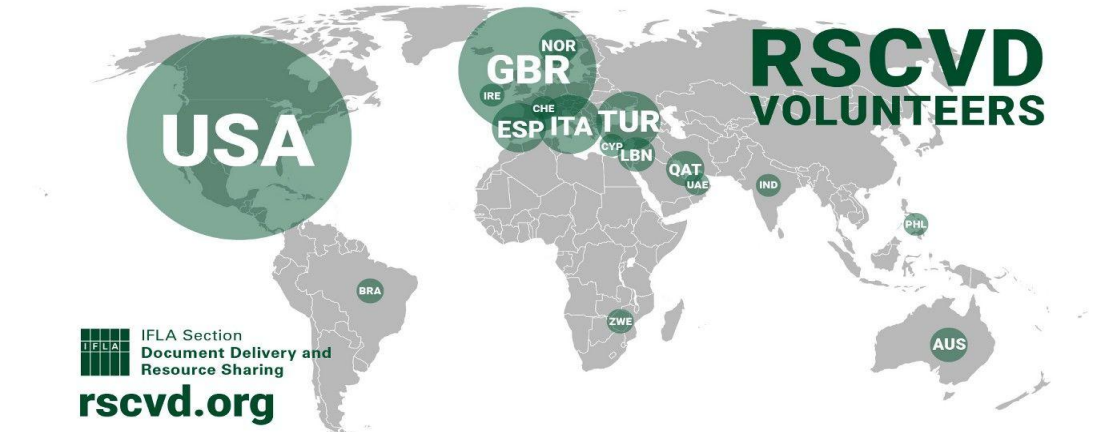 RSCVD
VOLUNTEERS
NOR
GBR
IRE
CHE
ESP
ITA
TUR
CYP
LBN
USA
QAT
UAE
IND
PHL
BRA
ZWE
AUS
IFLA
IFLA Section
Document Delivery and
Resource Sharing
rscvd.org